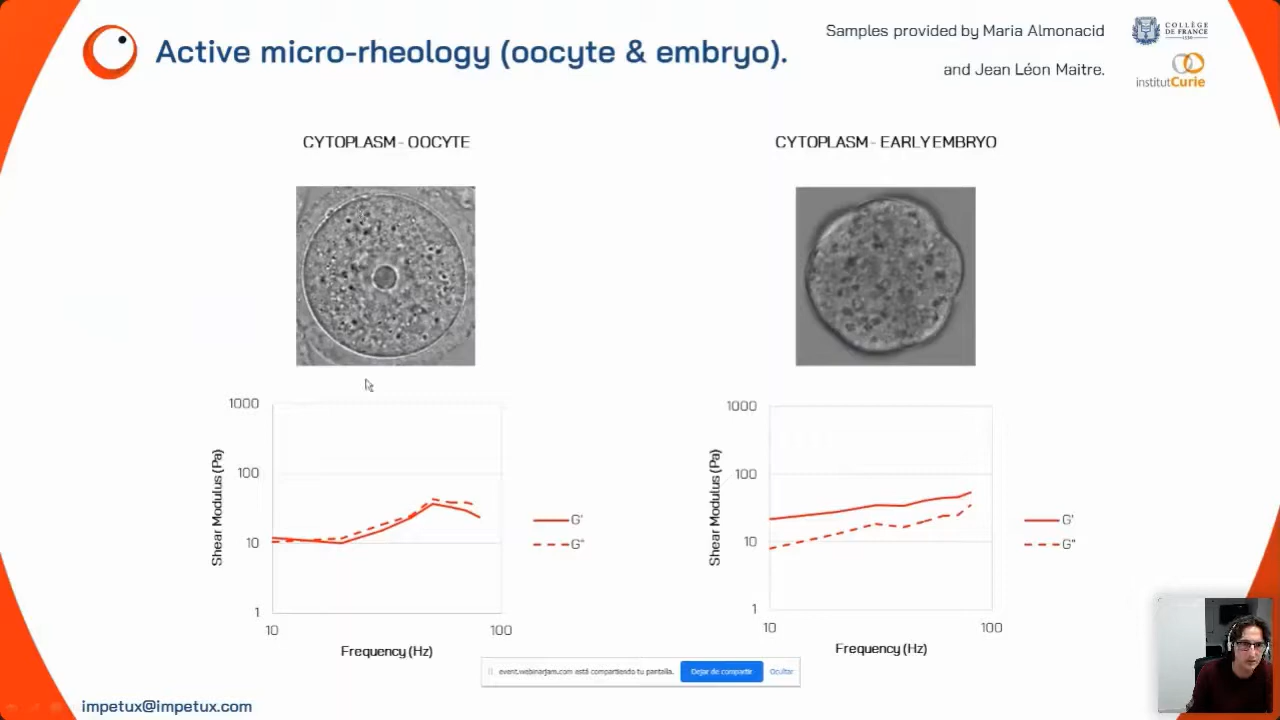 Active micro-rheology (oocyte & embryo).
Samples provided by Maria Almonacid
and Jean Léon Maitre.
COLLÈGE
DE FRANCE
1530
institutCurie
CYTOPLASM - OOCYTE
CYTOPLASM - EARLY EMBRYO
1000
100
10
1
10
100
Shear Modulus (Pa)
Frequency (Hz)
G'
G"
1000
100
10
1
10
100
Shear Modulus (Pa)
Frequency (Hz)
G'
G"
event.webinarjam.com está compartiendo tu pantalla.
Dejar de compartir
Ocultar
impetux@impetux.com